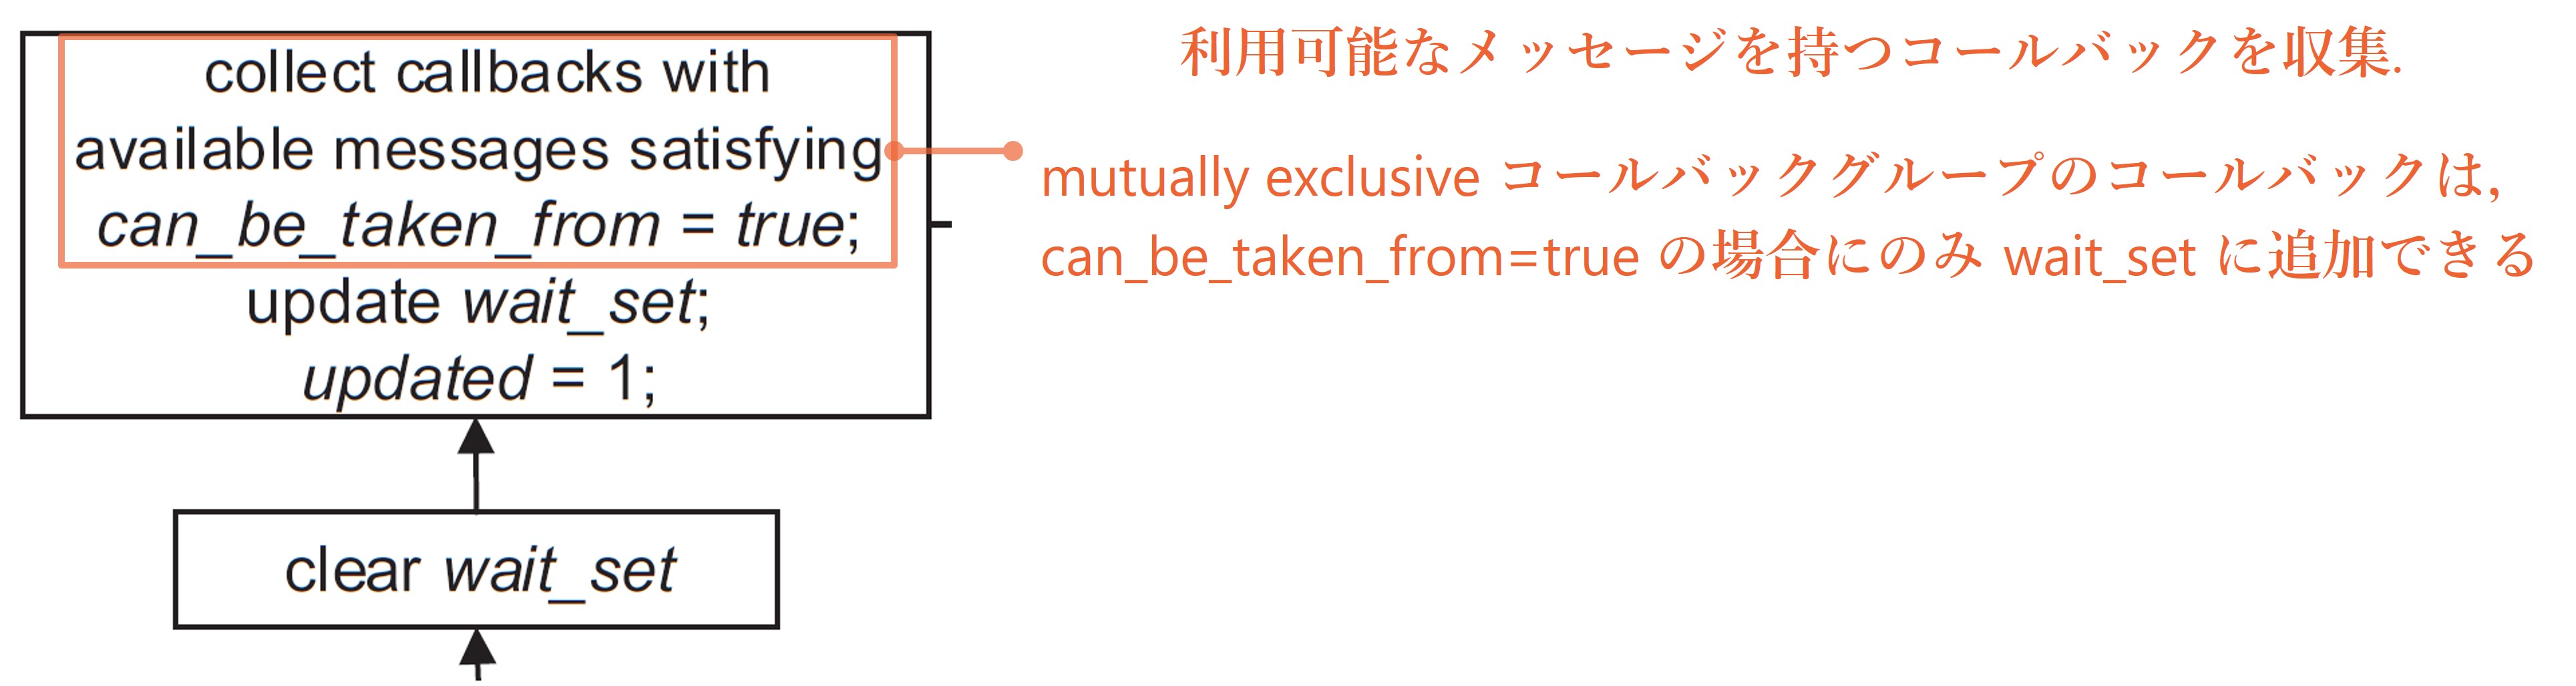 collect callbacks with
available messages satisfying
can_be_taken_from = true;
update wait_set;
updated = 1;
clear wait_set
利用可能なメッセージを持つコールバックを収集.
mutually exclusive コールバックグループのコールバックは,
can_be_taken_from=true の場合にのみ wait_set に追加できる